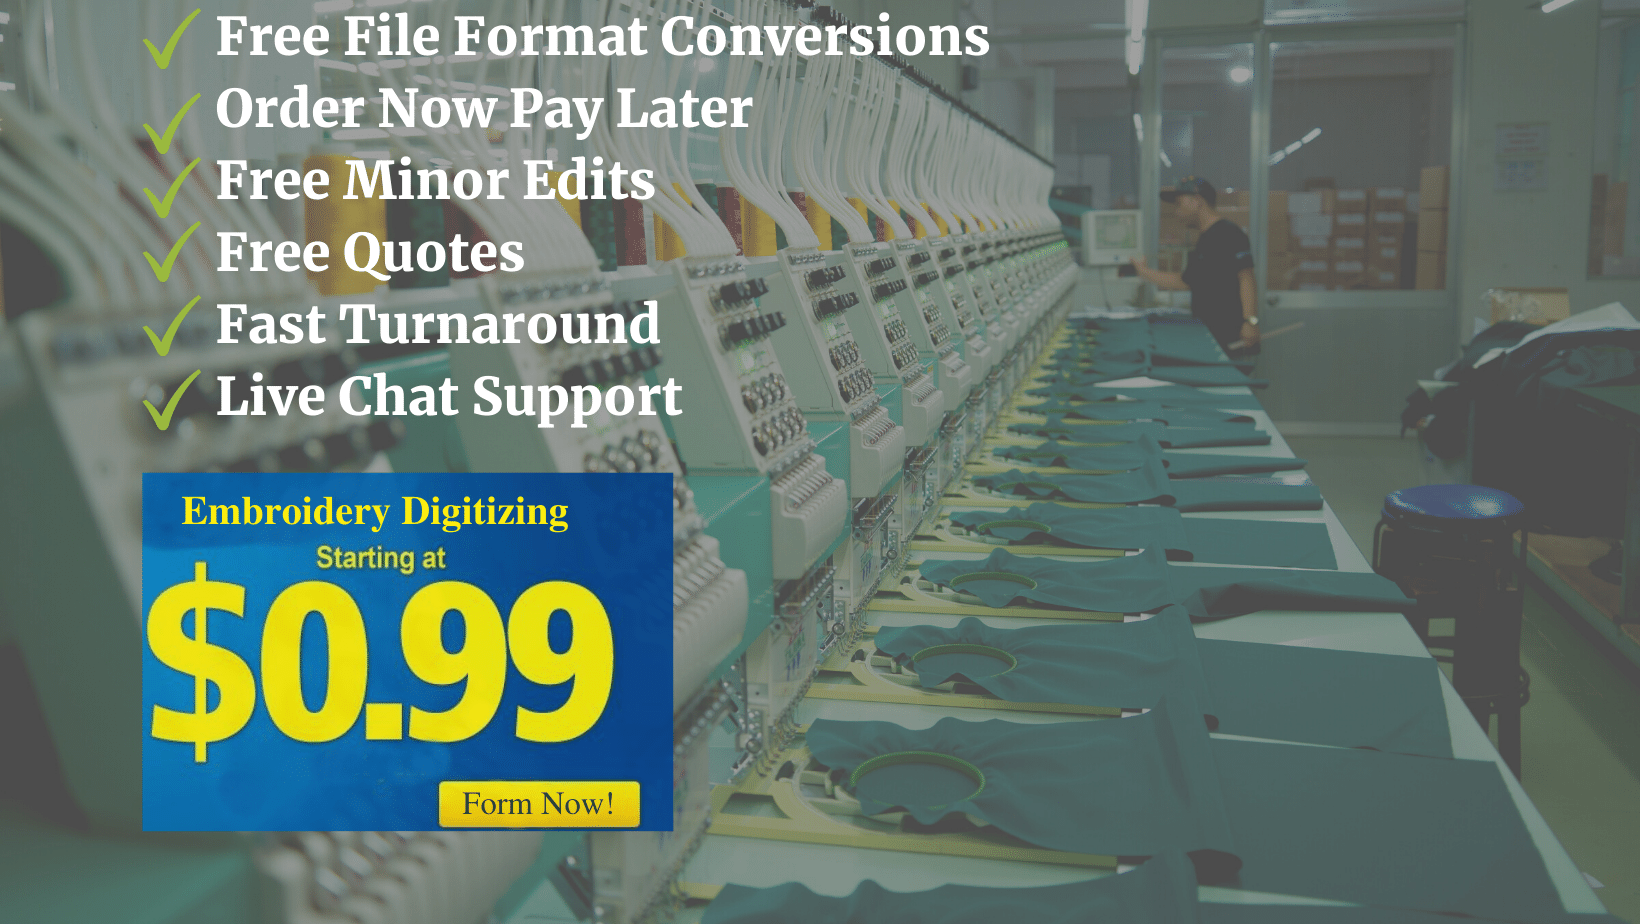 Free File Format Conversions
Order Now Pay Later
Free Minor Edits
Free Quotes
Fast Turnaround
Live Chat Support
Embroidery Digitizing
Starting at
$0.99
Form Now!